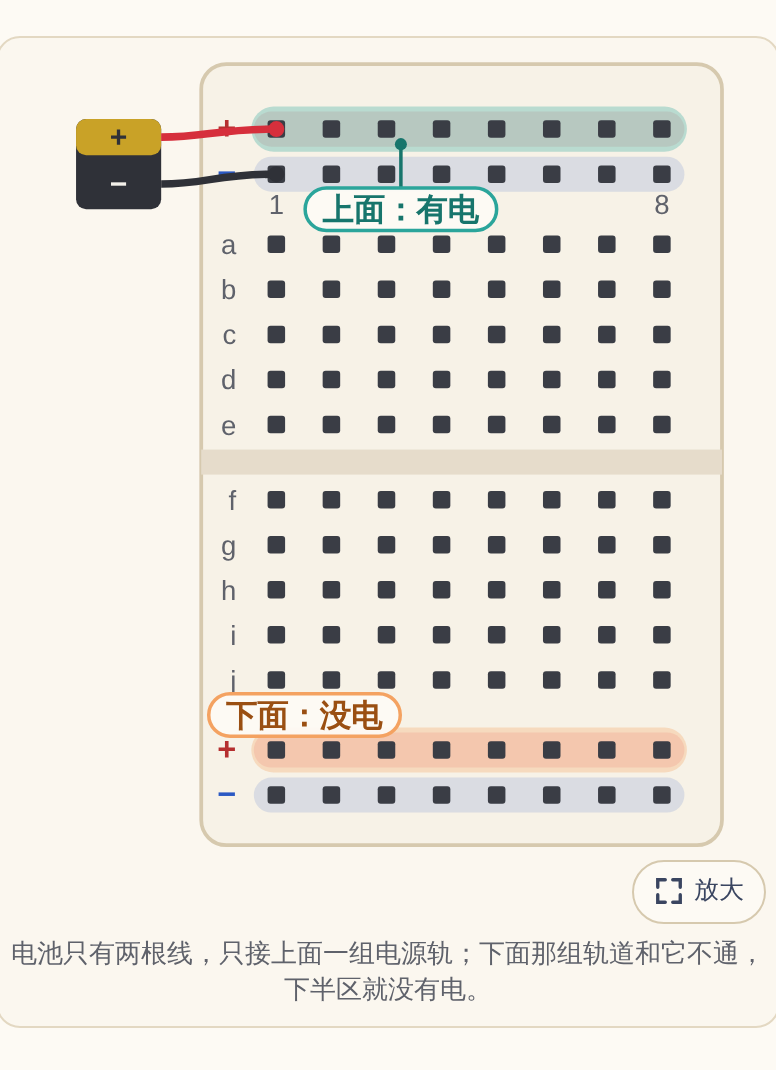 +
−
+
−
1
8
上面：有电
a
b
c
d
e
f
g
h
i
j
下面：没电
+
−
放大
电池只有两根线，只接上面一组电源轨；下面那组轨道和它不通，
下半区就没有电。